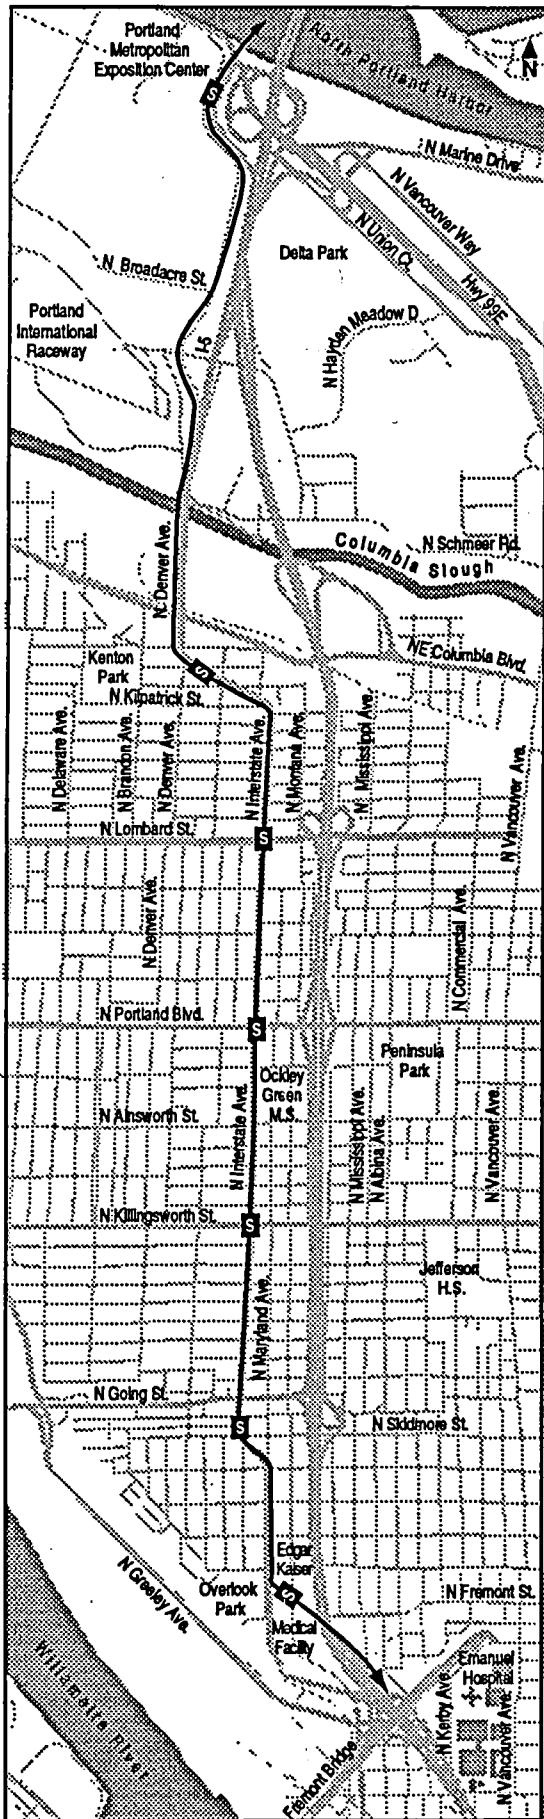 Portland
Metropolitan
Exposition Center
S
North Portland Harbor
N
N Marine Drive
N Vancouver Way
N Union Ct.
Hwy 99E
Delta Park
N Broadacre St.
Portland
International
Raceway
I-5
N Hayden Meadow D
Columbia Slough
N Schmeer Rd.
N. Denver Ave.
NE Columbia Blvd.
Kenton
Park
S
N Kilpatrick St.
N Delaware Ave.
N Brandon Ave.
N Denver Ave.
N Interstate Ave.
N Montana Ave.
N. Mississippi Ave.
N Vancouver Ave.
N Lombard St.
S
N Denver Ave.
N Commercial Ave.
N Portland Blvd.
S
Ockley
Green
M.S.
Peninsula
Park
N Ainsworth St.
N Interstate Ave.
N Mississippi Ave.
N Albina Ave.
N Vancouver Ave.
N Killingsworth St.
S
Jefferson
H.S.
N Maryland Ave.
N Going St.
S
N Skidmore St.
Edgar
Kaiser
Medical
Facility
S
Overlook
Park
N Greeley Ave.
N Fremont St.
Willamette River
Emanuel
Hospital
N Kerby Ave.
N Vancouver Ave.
Fremont Bridge